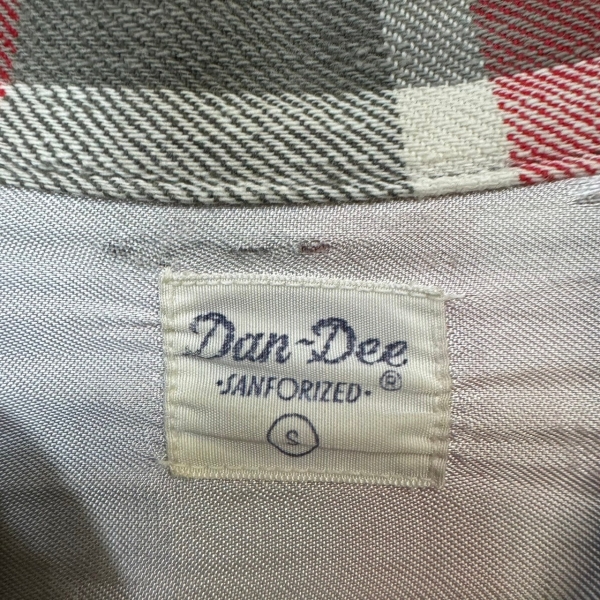 Dan-Dee
®
·SANFORIZED·
S